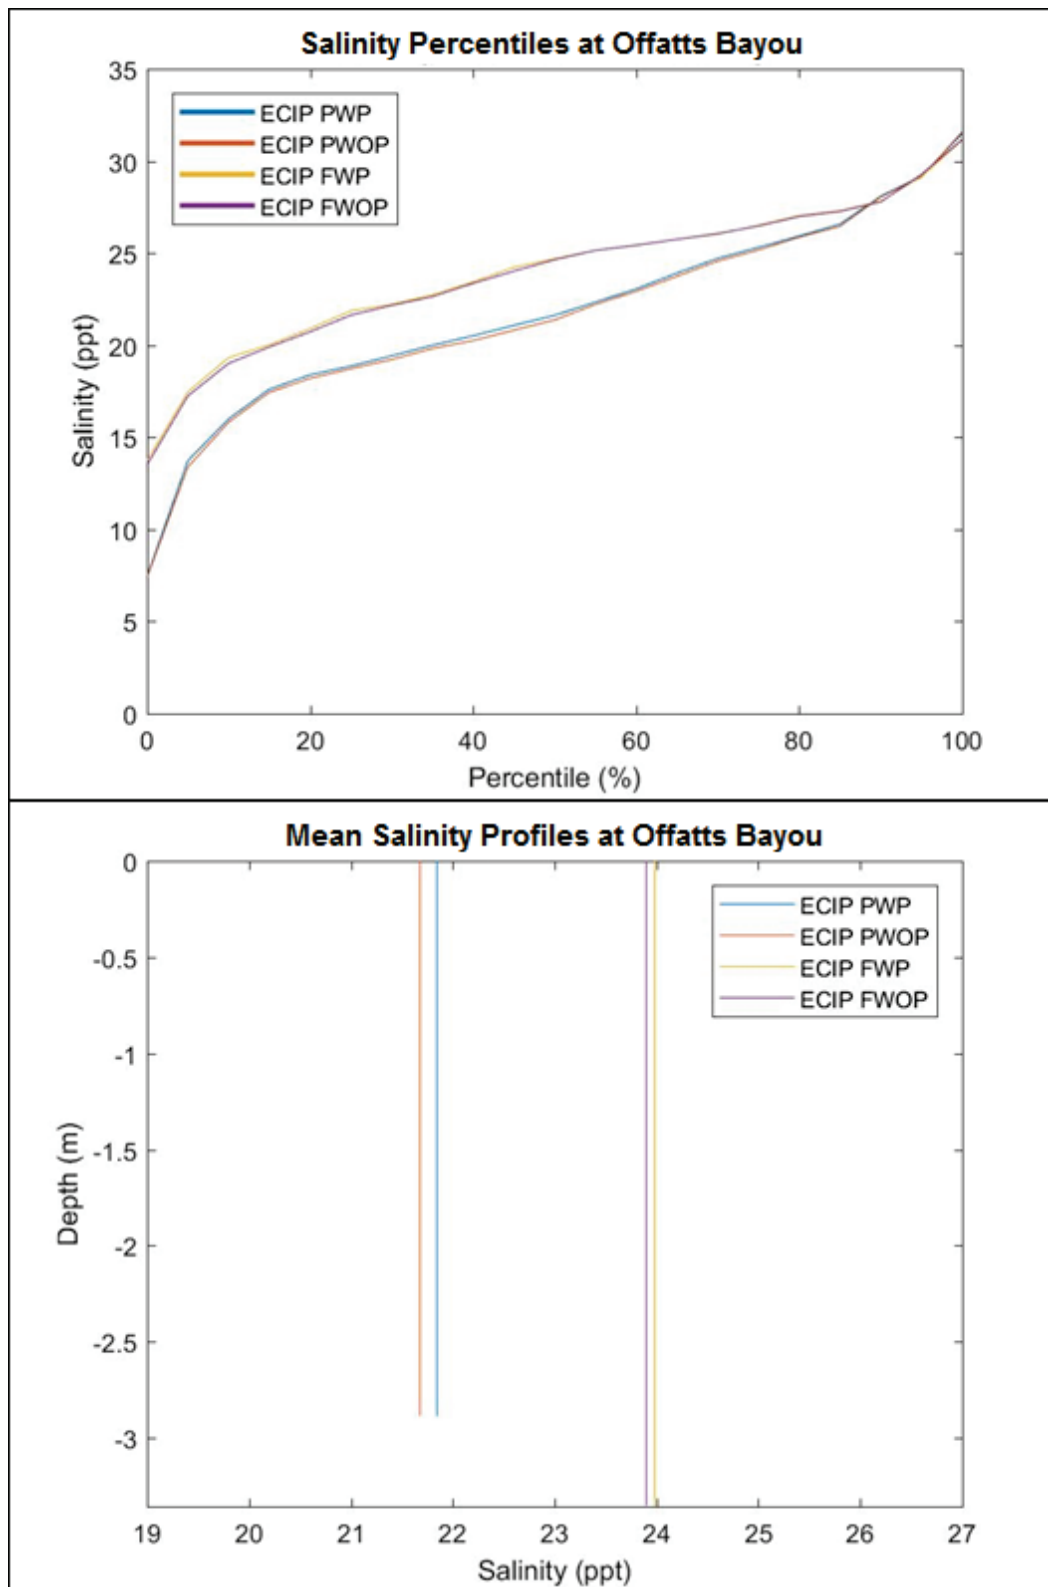 Salinity Percentiles at Offatts Bayou
35
30
25
20
15
10
5
0
Salinity (ppt)
ECIP PWP
ECIP PWOP
ECIP FWP
ECIP FWOP
0 20 40 60 80 100
Percentile (%)
Mean Salinity Profiles at Offatts Bayou
0
-0.5
-1
-1.5
-2
-2.5
-3
Depth (m)
ECIP PWP
ECIP PWOP
ECIP FWP
ECIP FWOP
19 20 21 22 23 24 25 26 27
Salinity (ppt)